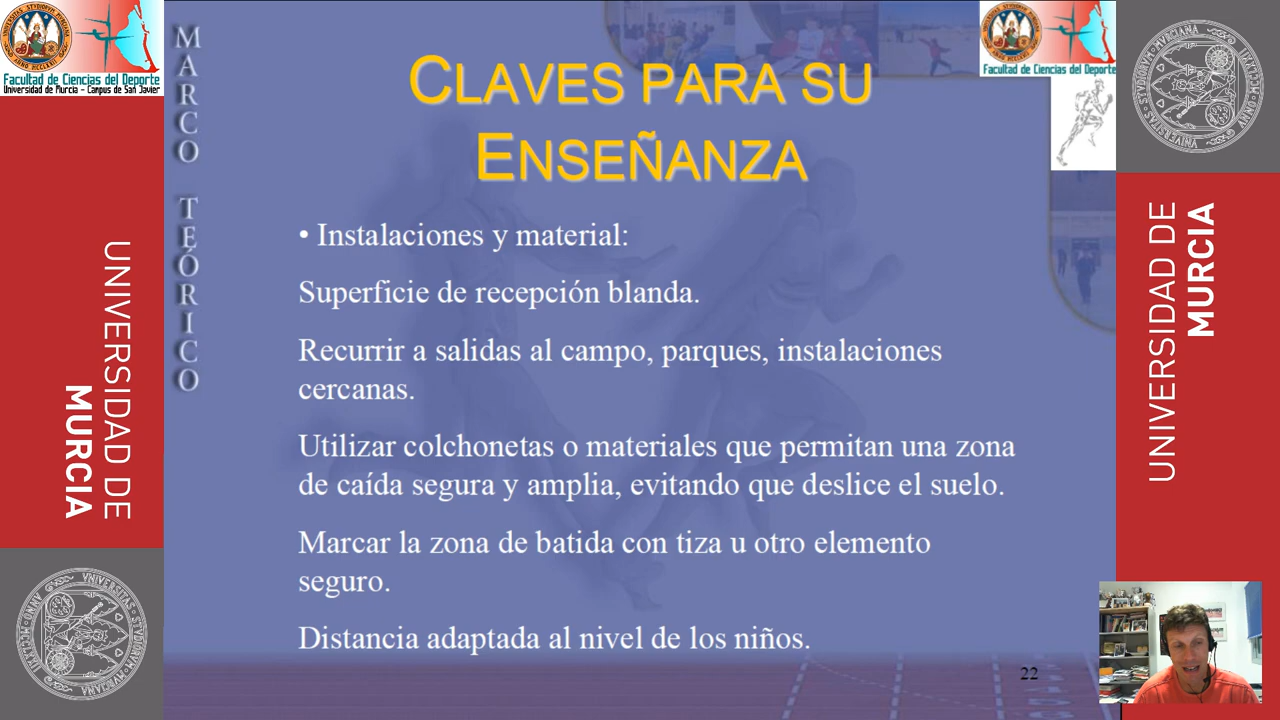 Facultad de Ciencias del Deporte
Universidad de Murcia - Campus de San Javier
UNIVERSIDAD DE
MURCIA
MARCO TEÓRICO
CLAVES PARA SU
ENSEÑANZA
• Instalaciones y material:
Superficie de recepción blanda.
Recurrir a salidas al campo, parques, instalaciones
cercanas.
Utilizar colchonetas o materiales que permitan una zona
de caída segura y amplia, evitando que deslice el suelo.
Marcar la zona de batida con tiza u otro elemento
seguro.
Distancia adaptada al nivel de los niños.
22
Facultad de Ciencias del Deporte
UNIVERSIDAD DE
MURCIA